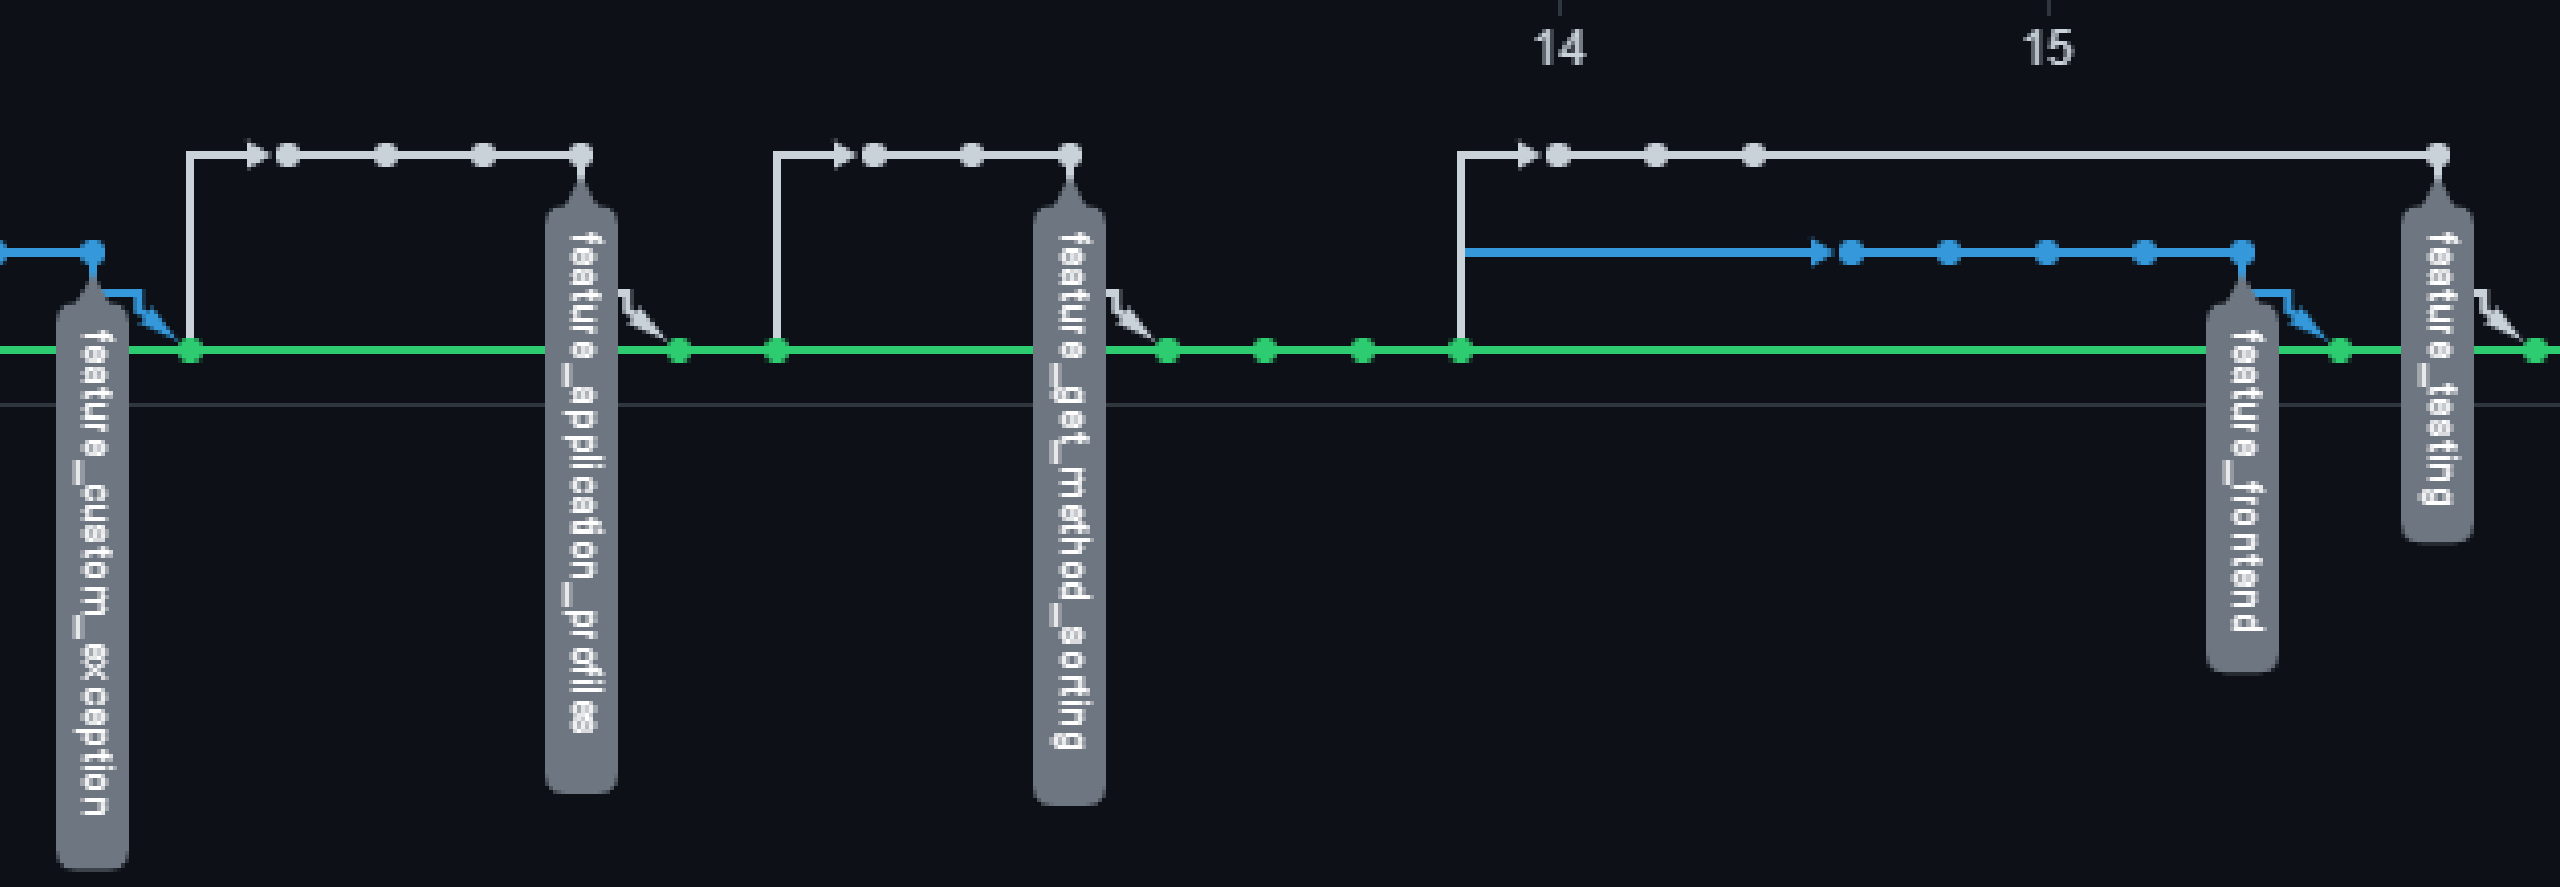 14
15
feature_custom_exception
feature_application_profiles
feature_get_method_sorting
feature_frontend
feature_testing